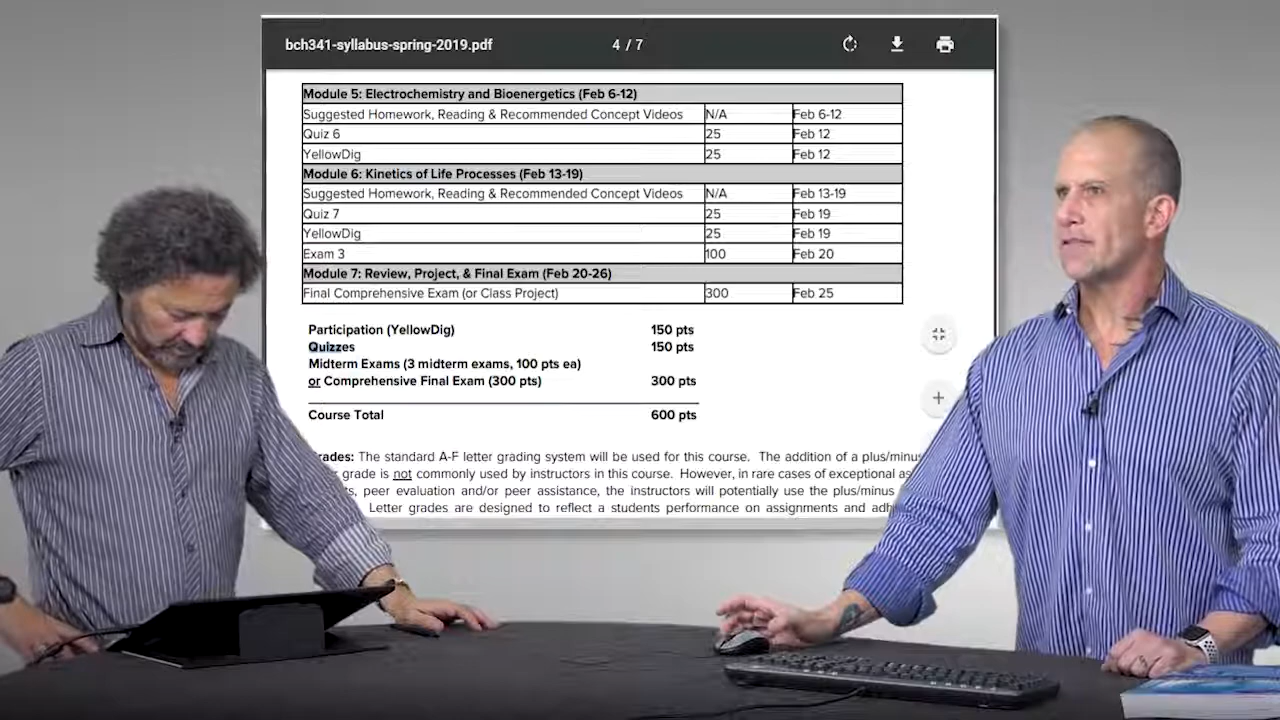 bch341-syllabus-spring-2019.pdf 4 / 7
Module 5: Electrochemistry and Bioenergetics (Feb 6-12)
Suggested Homework, Reading & Recommended Concept Videos N/A Feb 6-12
Quiz 6 25 Feb 12
YellowDig 25 Feb 12
Module 6: Kinetics of Life Processes (Feb 13-19)
Suggested Homework, Reading & Recommended Concept Videos N/A Feb 13-19
Quiz 7 25 Feb 19
YellowDig 25 Feb 19
Exam 3 100 Feb 20
Module 7: Review, Project, & Final Exam (Feb 20-26)
Final Comprehensive Exam (or Class Project) 300 Feb 25
Participation (YellowDig) 150 pts
Quizzes 150 pts
Midterm Exams (3 midterm exams, 100 pts ea)
or Comprehensive Final Exam (300 pts) 300 pts
Course Total 600 pts
rades: The standard A-F letter grading system will be used for this course. The addition of a plus/minus
grade is not commonly used by instructors in this course. However, in rare cases of exceptional as
s, peer evaluation and/or peer assistance, the instructors will potentially use the plus/minus
Letter grades are designed to reflect a students performance on assignments and adh